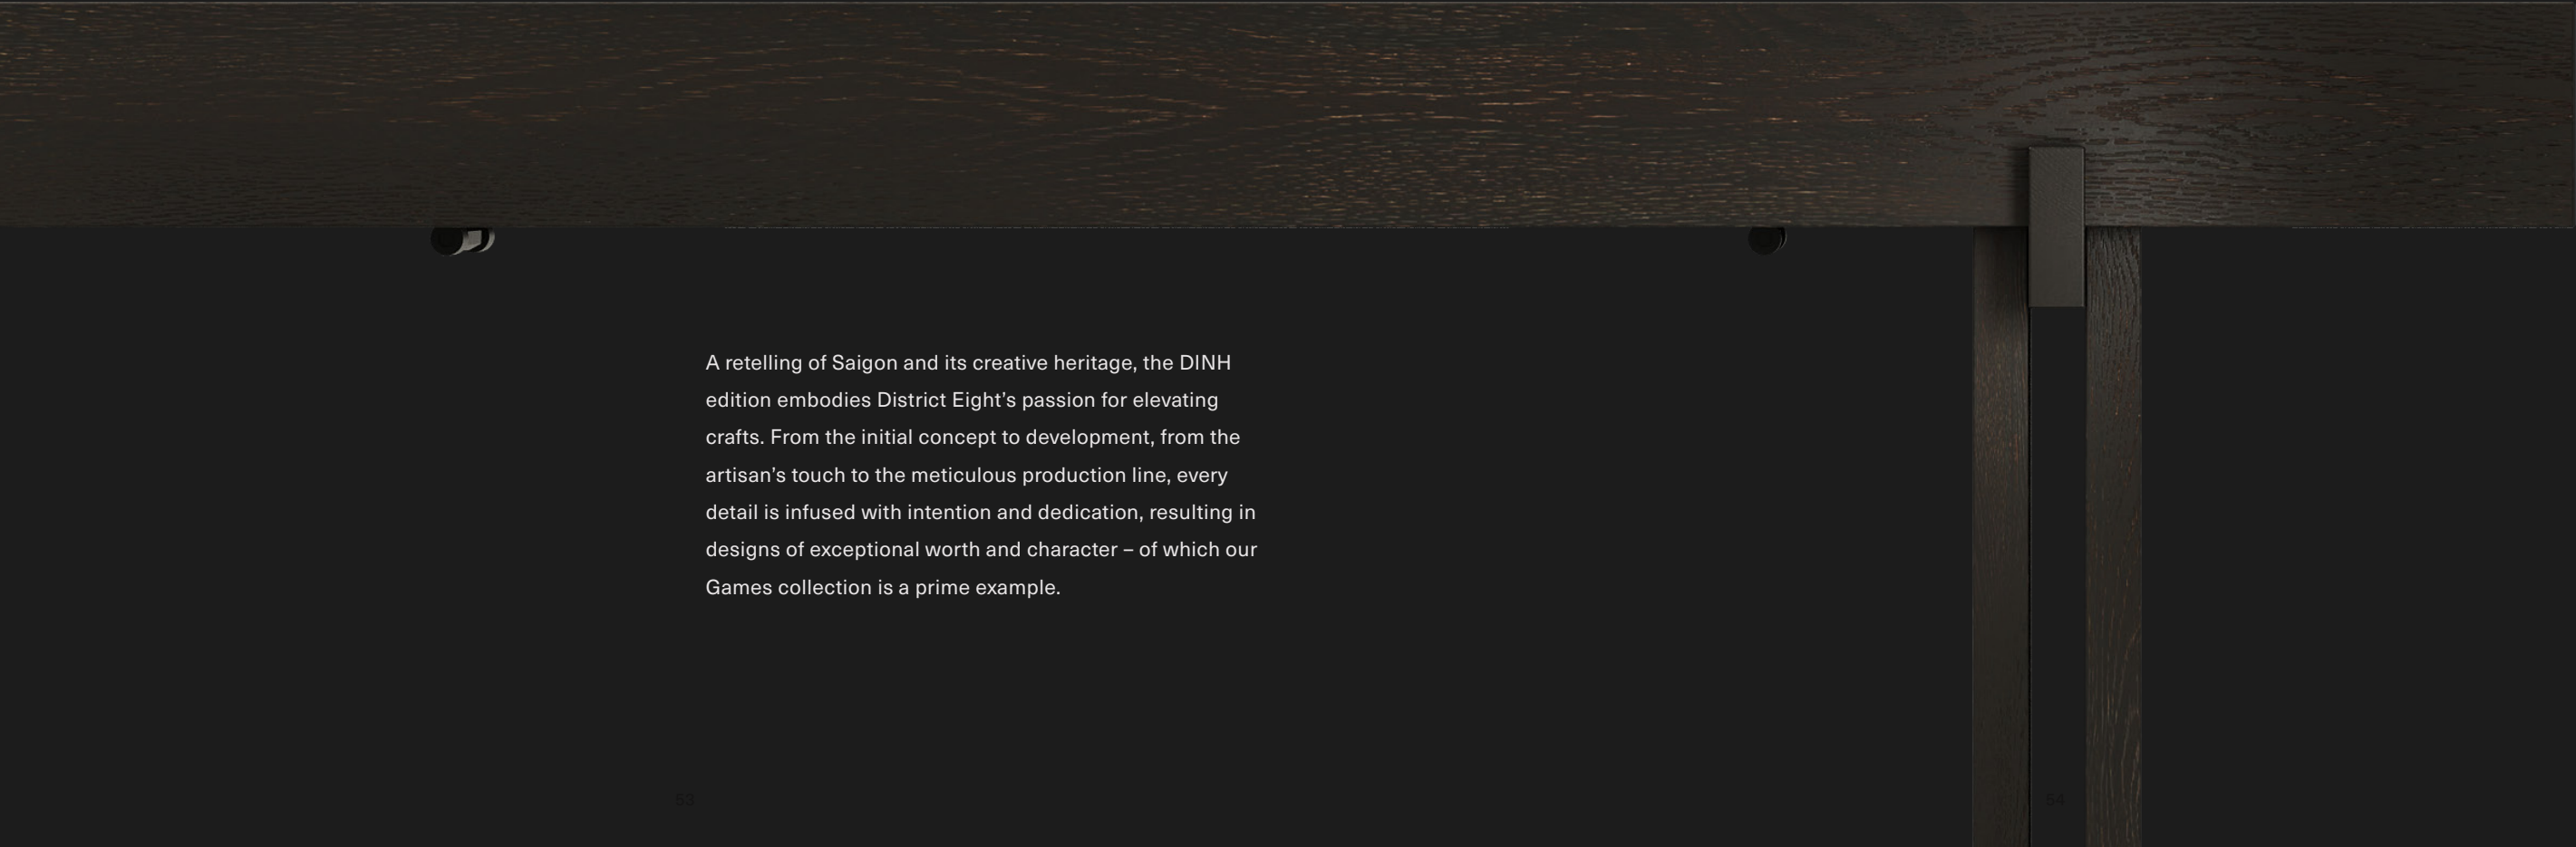 A retelling of Saigon and its creative heritage, the DINH
edition embodies District Eight’s passion for elevating
crafts. From the initial concept to development, from the
artisan’s touch to the meticulous production line, every
detail is infused with intention and dedication, resulting in
designs of exceptional worth and character – of which our
Games collection is a prime example.
53
54